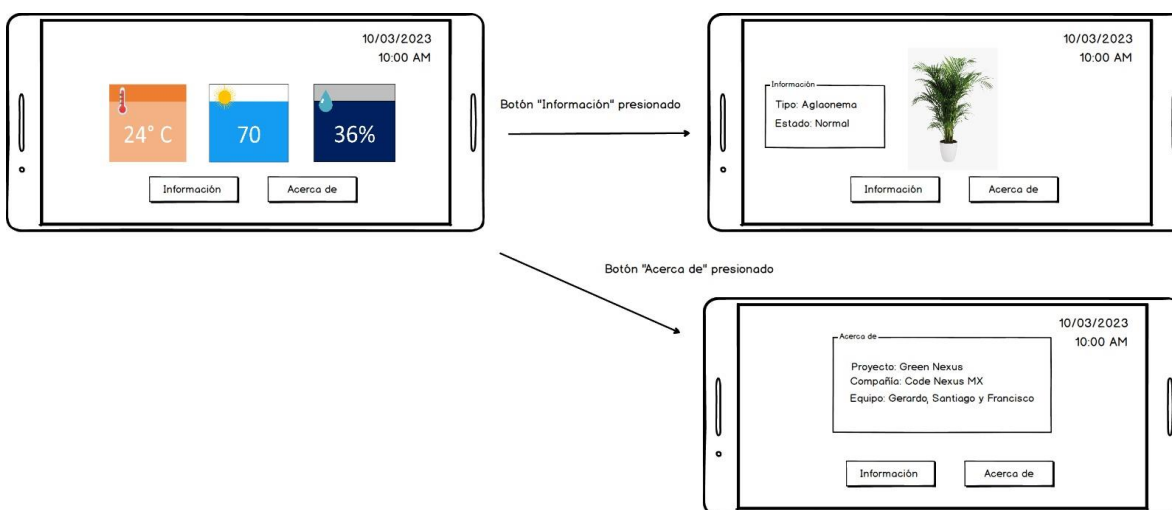 10/03/2023
10:00 AM
24° C
70
36%
Información
Acerca de
Botón "Información" presionado
10/03/2023
10:00 AM
Información
Tipo: Aglaonema
Estado: Normal
Información
Acerca de
Botón "Acerca de" presionado
10/03/2023
10:00 AM
Acerca de
Proyecto: Green Nexus
Compañía: Code Nexus MX
Equipo: Gerardo, Santiago y Francisco
Información
Acerca de